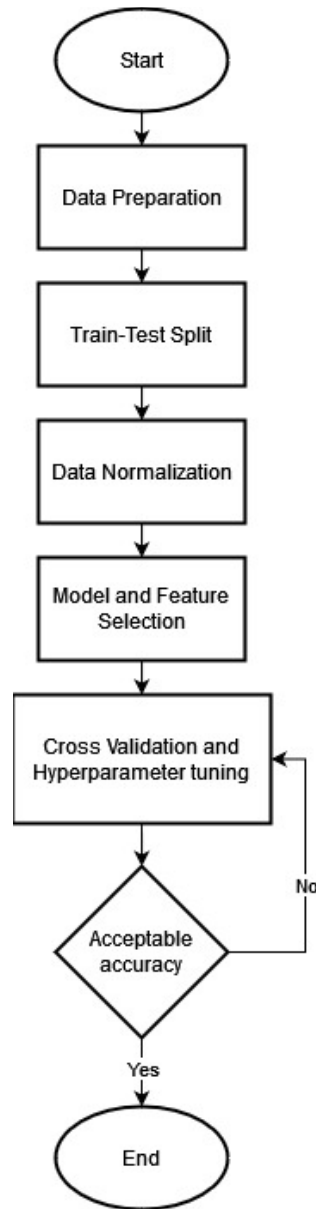 Start
Data Preparation
Train-Test Split
Data Normalization
Model and Feature
Selection
Cross Validation and
Hyperparameter tuning
No
Acceptable
accuracy
Yes
End